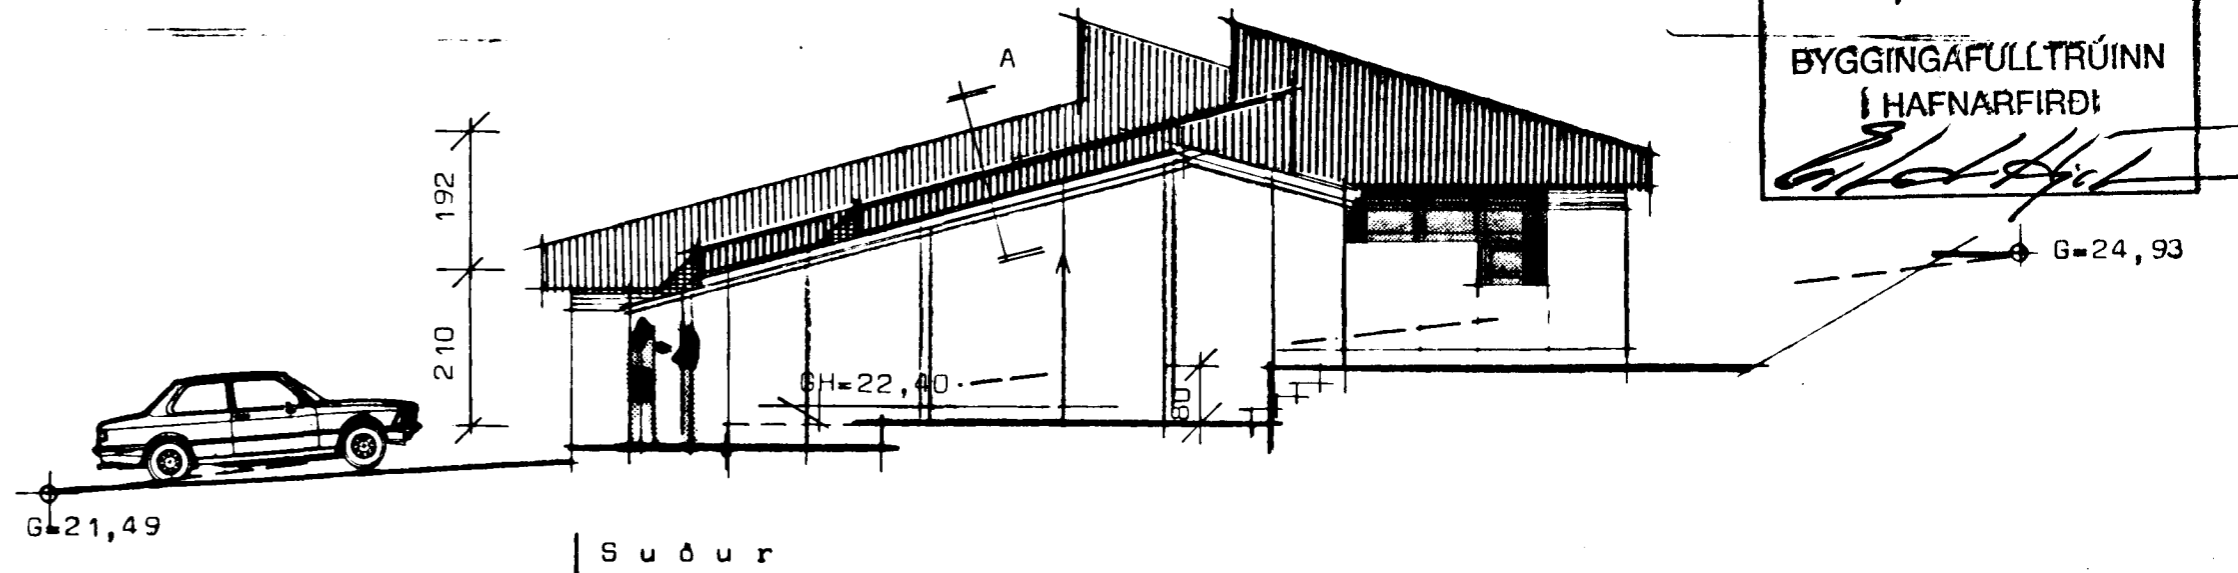 A
BYGGINGAFULLTRÚINN
Í HAFNARFIRÐI
192
G=24,93
210
GH=22,40
80
G=21,49
Suður